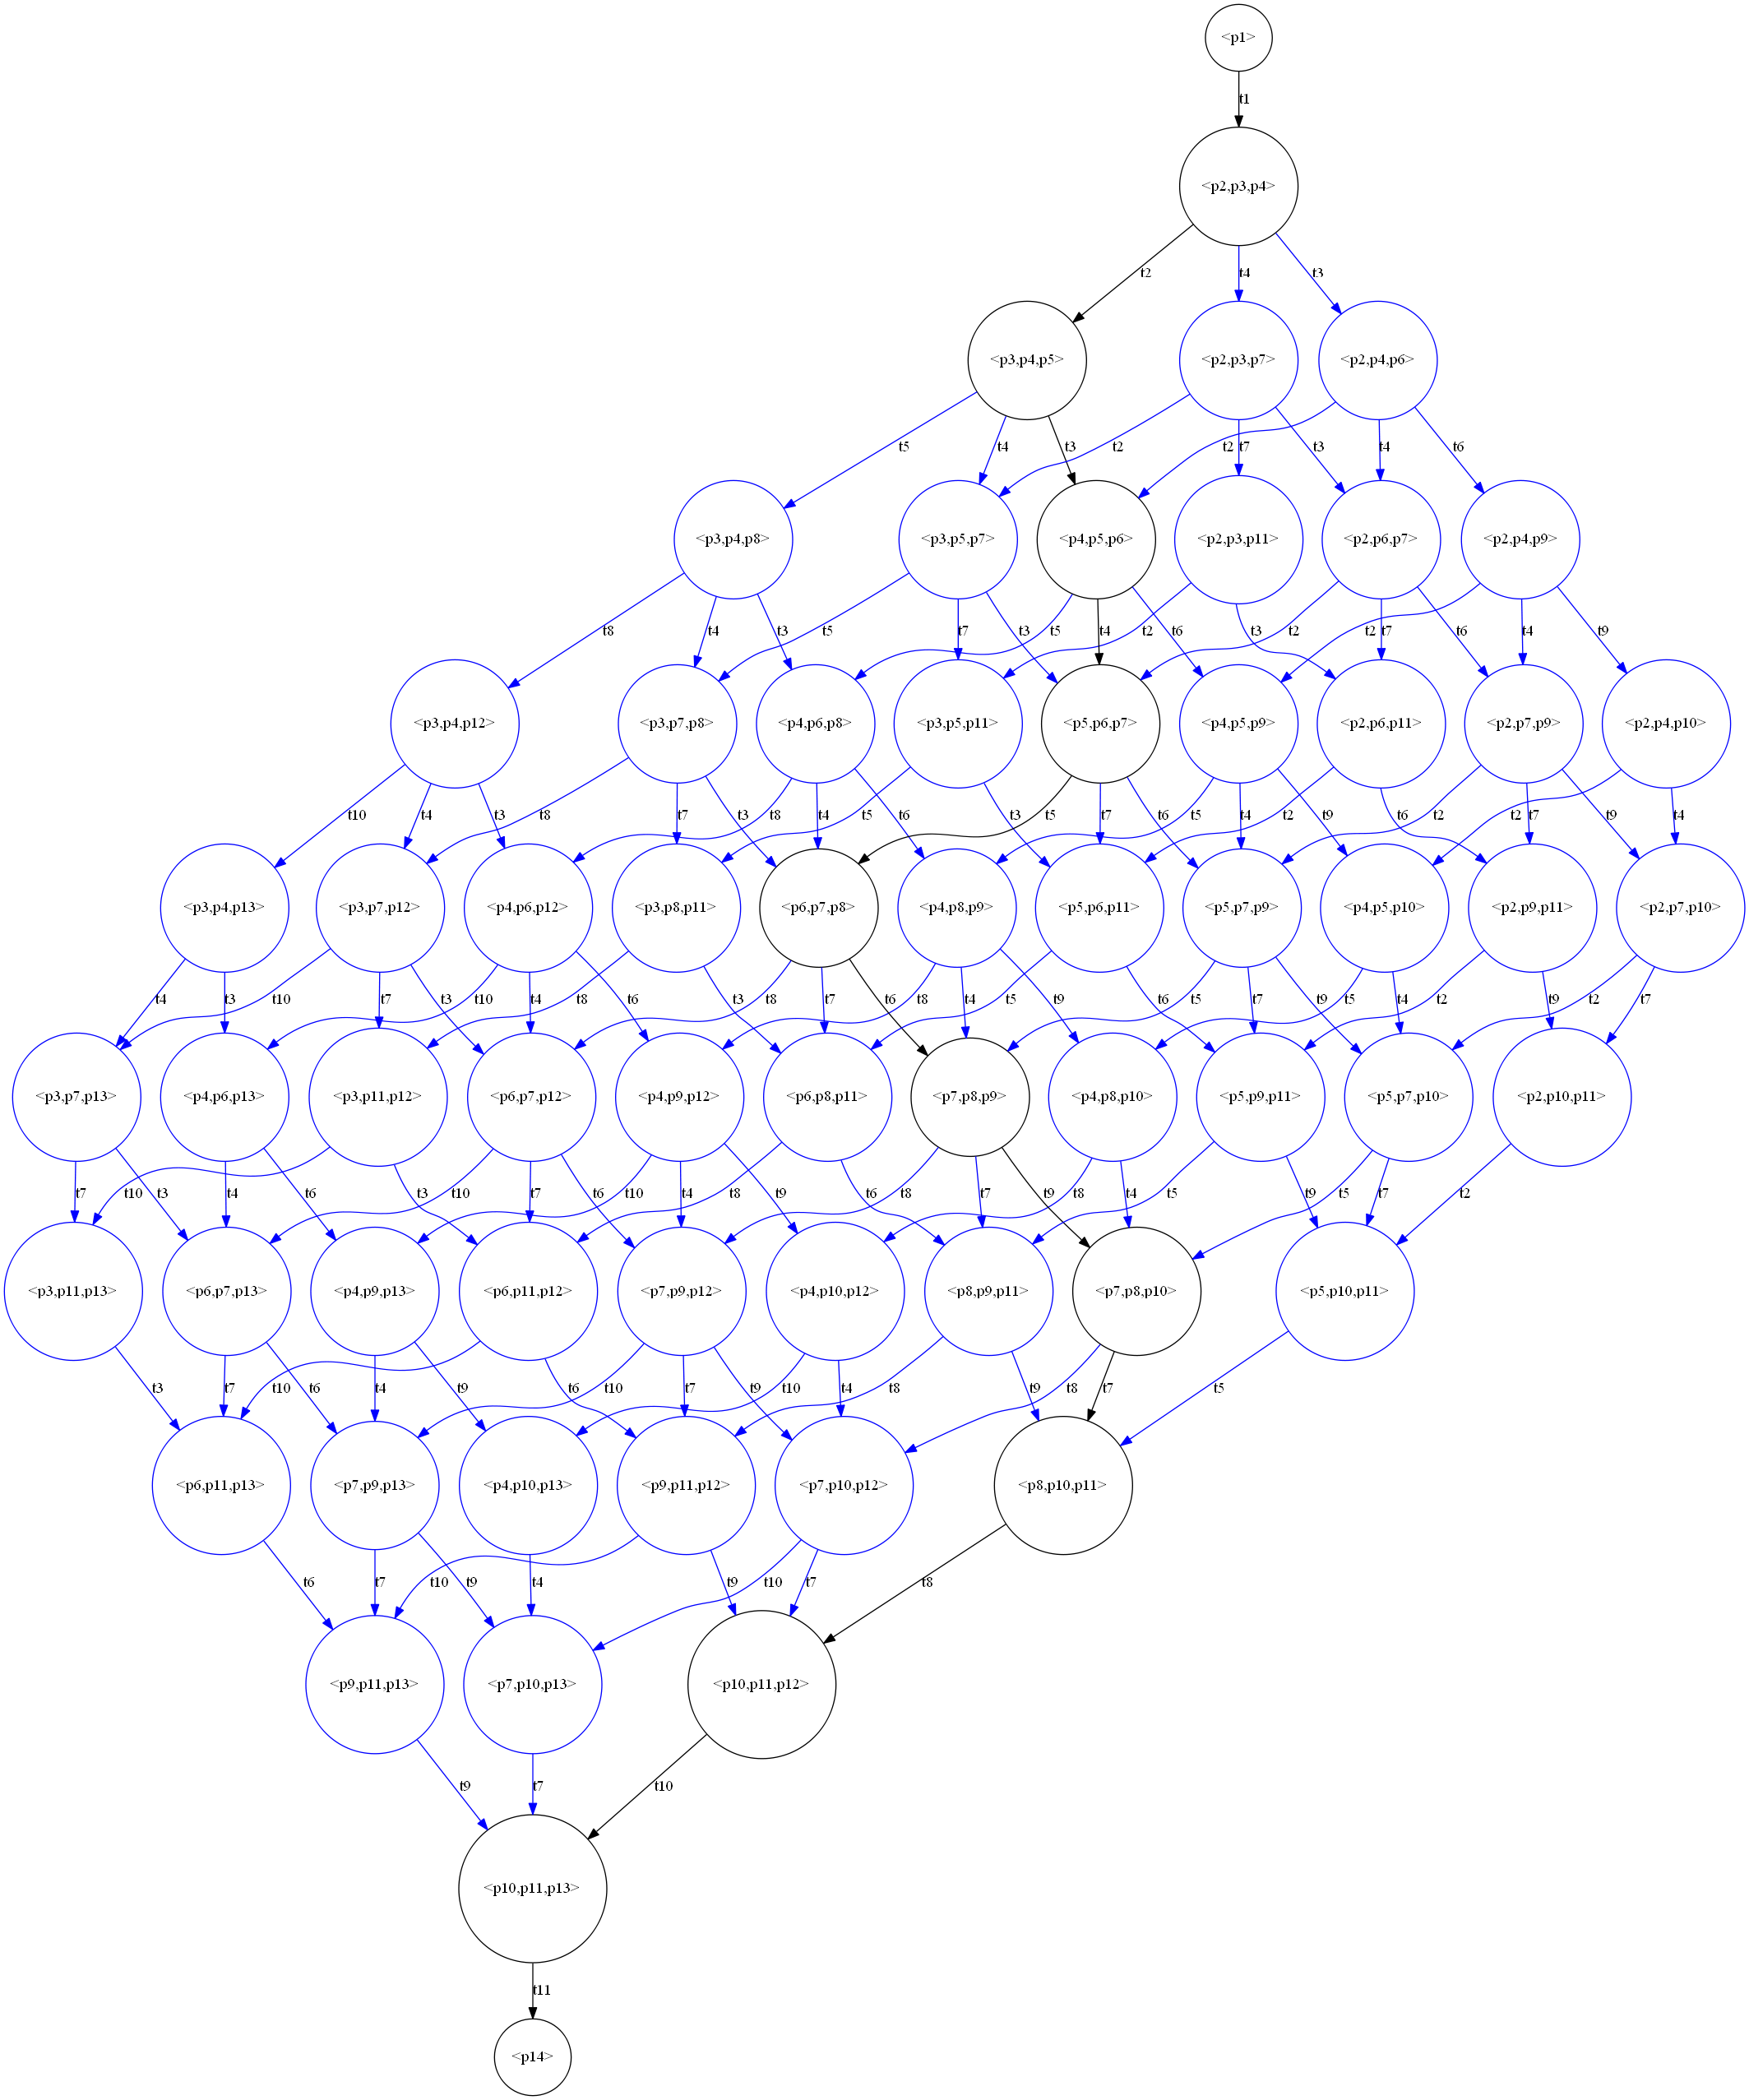 <p1>
t1
<p2,p3,p4>
t2 t4 t3
<p3,p4,p5> <p2,p3,p7> <p2,p4,p6>
t5 t4 t3 t2 t7 t3 t2 t4 t6
<p3,p4,p8> <p3,p5,p7> <p4,p5,p6> <p2,p3,p11> <p2,p6,p7> <p2,p4,p9>
t8 t4 t3 t5 t7 t3 t5 t4 t6 t2 t3 t2 t7 t6 t2 t4 t9
<p3,p4,p12> <p3,p7,p8> <p4,p6,p8> <p3,p5,p11> <p5,p6,p7> <p4,p5,p9> <p2,p6,p11> <p2,p7,p9> <p2,p4,p10>
t10 t4 t3 t8 t7 t3 t8 t4 t6 t5 t3 t5 t7 t6 t5 t4 t9 t2 t6 t2 t7 t9 t2 t4
<p3,p4,p13> <p3,p7,p12> <p4,p6,p12> <p3,p8,p11> <p6,p7,p8> <p4,p8,p9> <p5,p6,p11> <p5,p7,p9> <p4,p5,p10> <p2,p9,p11> <p2,p7,p10>
t4 t3 t10 t7 t3 t10 t4 t6 t8 t3 t8 t7 t6 t8 t4 t9 t5 t6 t5 t7 t9 t5 t4 t2 t9 t2 t7
<p3,p7,p13> <p4,p6,p13> <p3,p11,p12> <p6,p7,p12> <p4,p9,p12> <p6,p8,p11> <p7,p8,p9> <p4,p8,p10> <p5,p9,p11> <p5,p7,p10> <p2,p10,p11>
t7 t3 t10 t4 t6 t3 t10 t7 t6 t10 t4 t9 t8 t6 t8 t7 t9 t8 t4 t5 t9 t5 t7 t2
<p3,p11,p13> <p6,p7,p13> <p4,p9,p13> <p6,p11,p12> <p7,p9,p12> <p4,p10,p12> <p8,p9,p11> <p7,p8,p10> <p5,p10,p11>
t3 t7 t6 t10 t4 t9 t6 t10 t7 t9 t10 t4 t8 t9 t8 t7 t5
<p6,p11,p13> <p7,p9,p13> <p4,p10,p13> <p9,p11,p12> <p7,p10,p12> <p8,p10,p11>
t6 t7 t10 t9 t4 t9 t10 t7 t8
<p9,p11,p13> <p7,p10,p13> <p10,p11,p12>
t9 t7 t10
<p10,p11,p13>
t11
<p14>